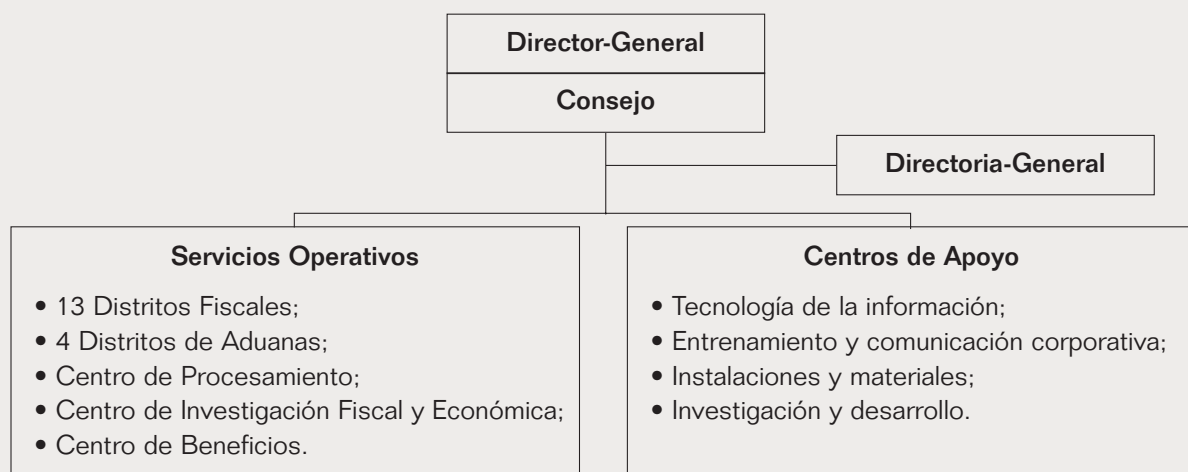 Director-General
Consejo
Directoria-General
Servicios Operativos
• 13 Distritos Fiscales;
• 4 Distritos de Aduanas;
• Centro de Procesamiento;
• Centro de Investigación Fiscal y Económica;
• Centro de Beneficios.
Centros de Apoyo
• Tecnología de la información;
• Entrenamiento y comunicación corporativa;
• Instalaciones y materiales;
• Investigación y desarrollo.